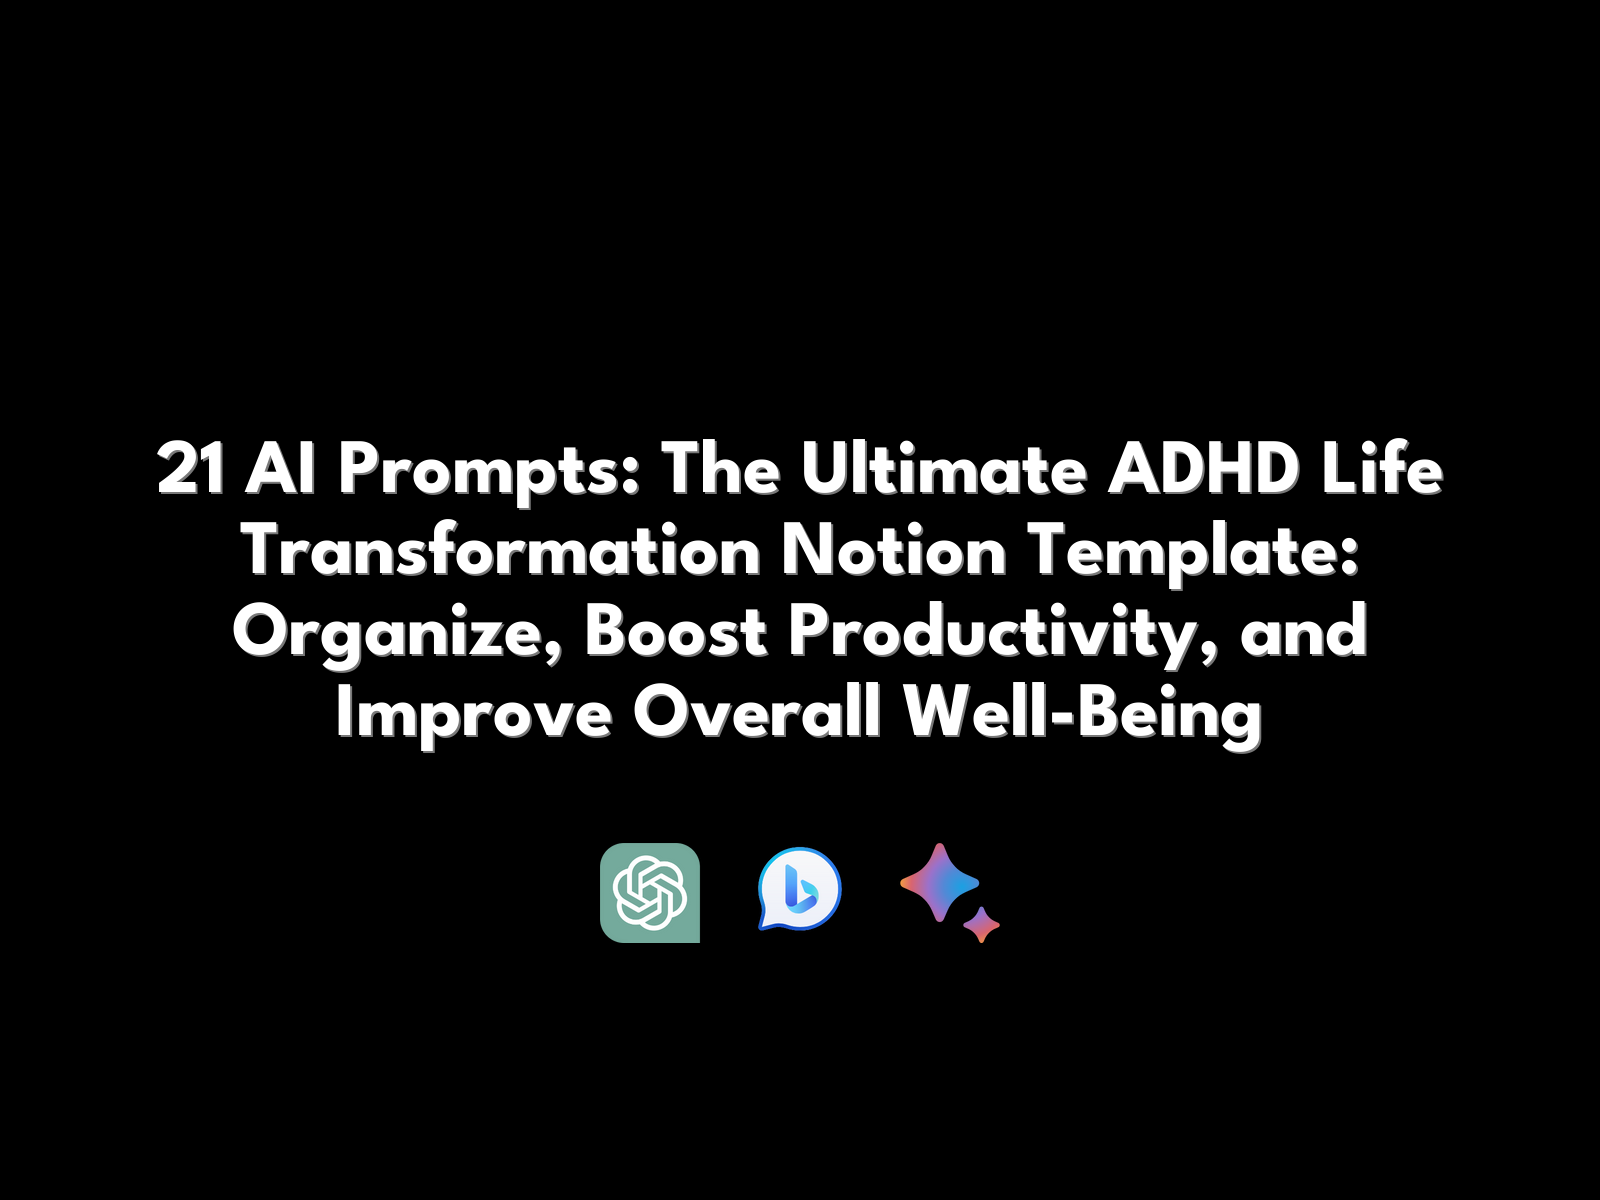 21 AI Prompts: The Ultimate ADHD Life
Transformation Notion Template:
Organize, Boost Productivity, and
Improve Overall Well-Being